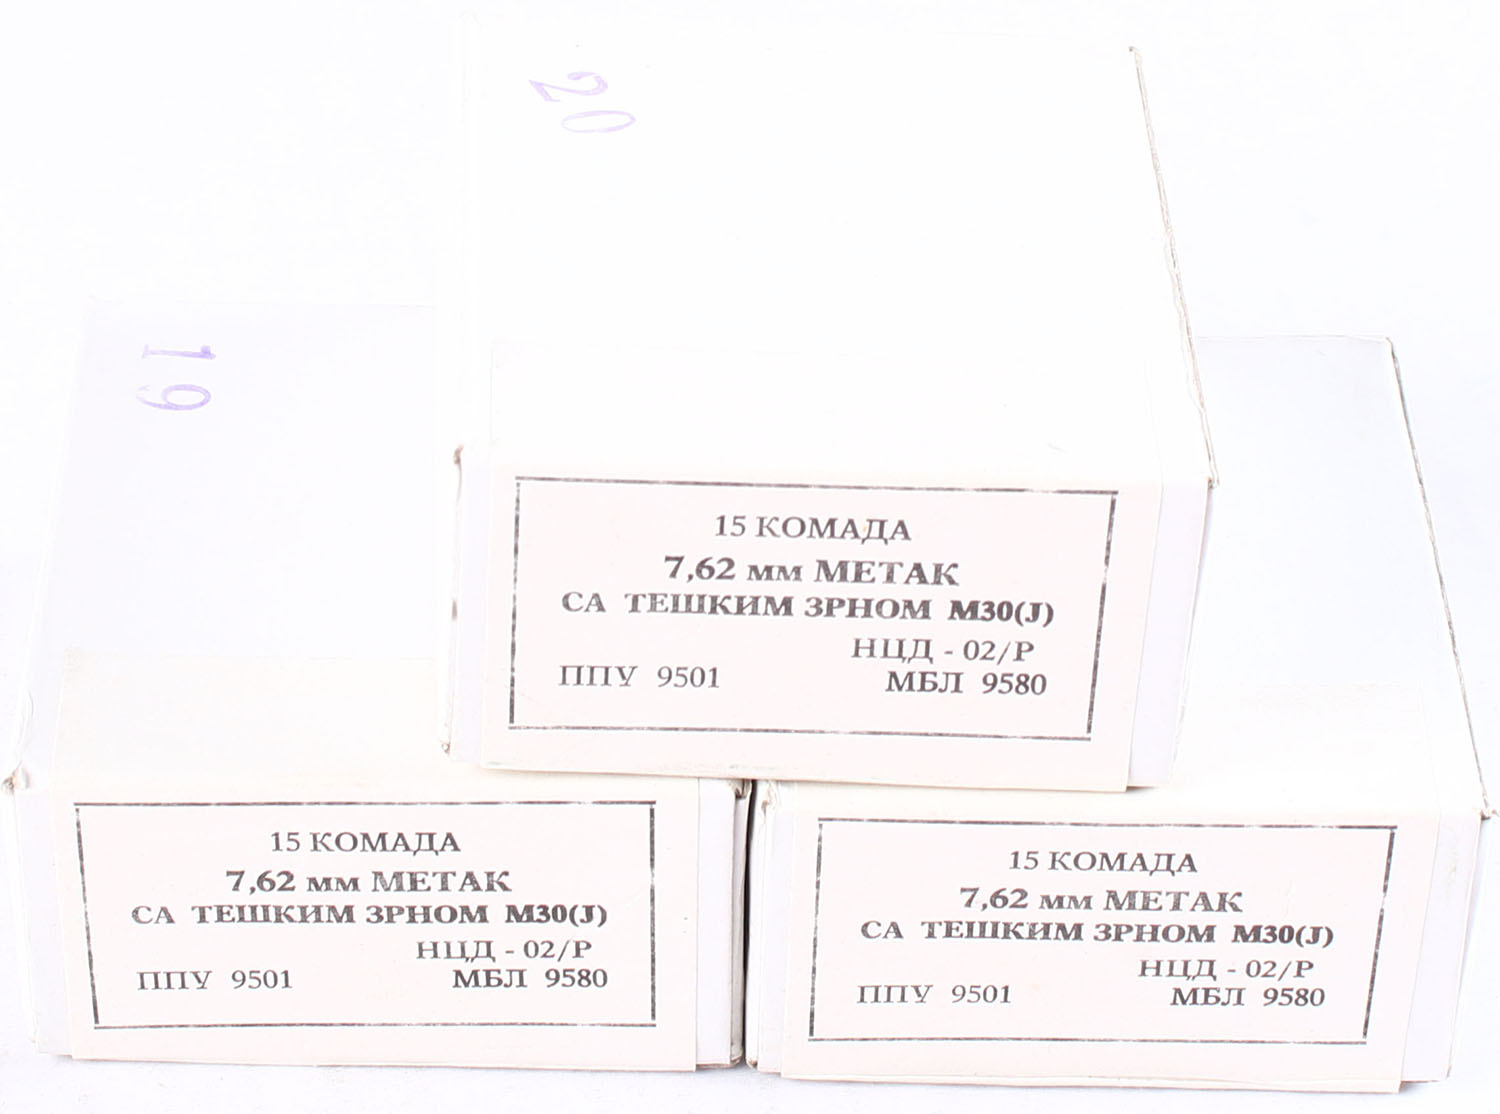 20
15 КОМАДА
7,62 мм МЕТАК
СА ТЕШКИМ ЗРНОМ М30(Ј)
НЦД - 02/Р
ППУ 9501 МБЛ 9580
19
15 КОМАДА
7,62 мм МЕТАК
СА ТЕШКИМ ЗРНОМ М30(Ј)
НЦД - 02/Р
ППУ 9501 МБЛ 9580
15 КОМАДА
7,62 мм МЕТАК
СА ТЕШКИМ ЗРНОМ М30(Ј)
НЦД - 02/Р
ППУ 9501 МБЛ 9580